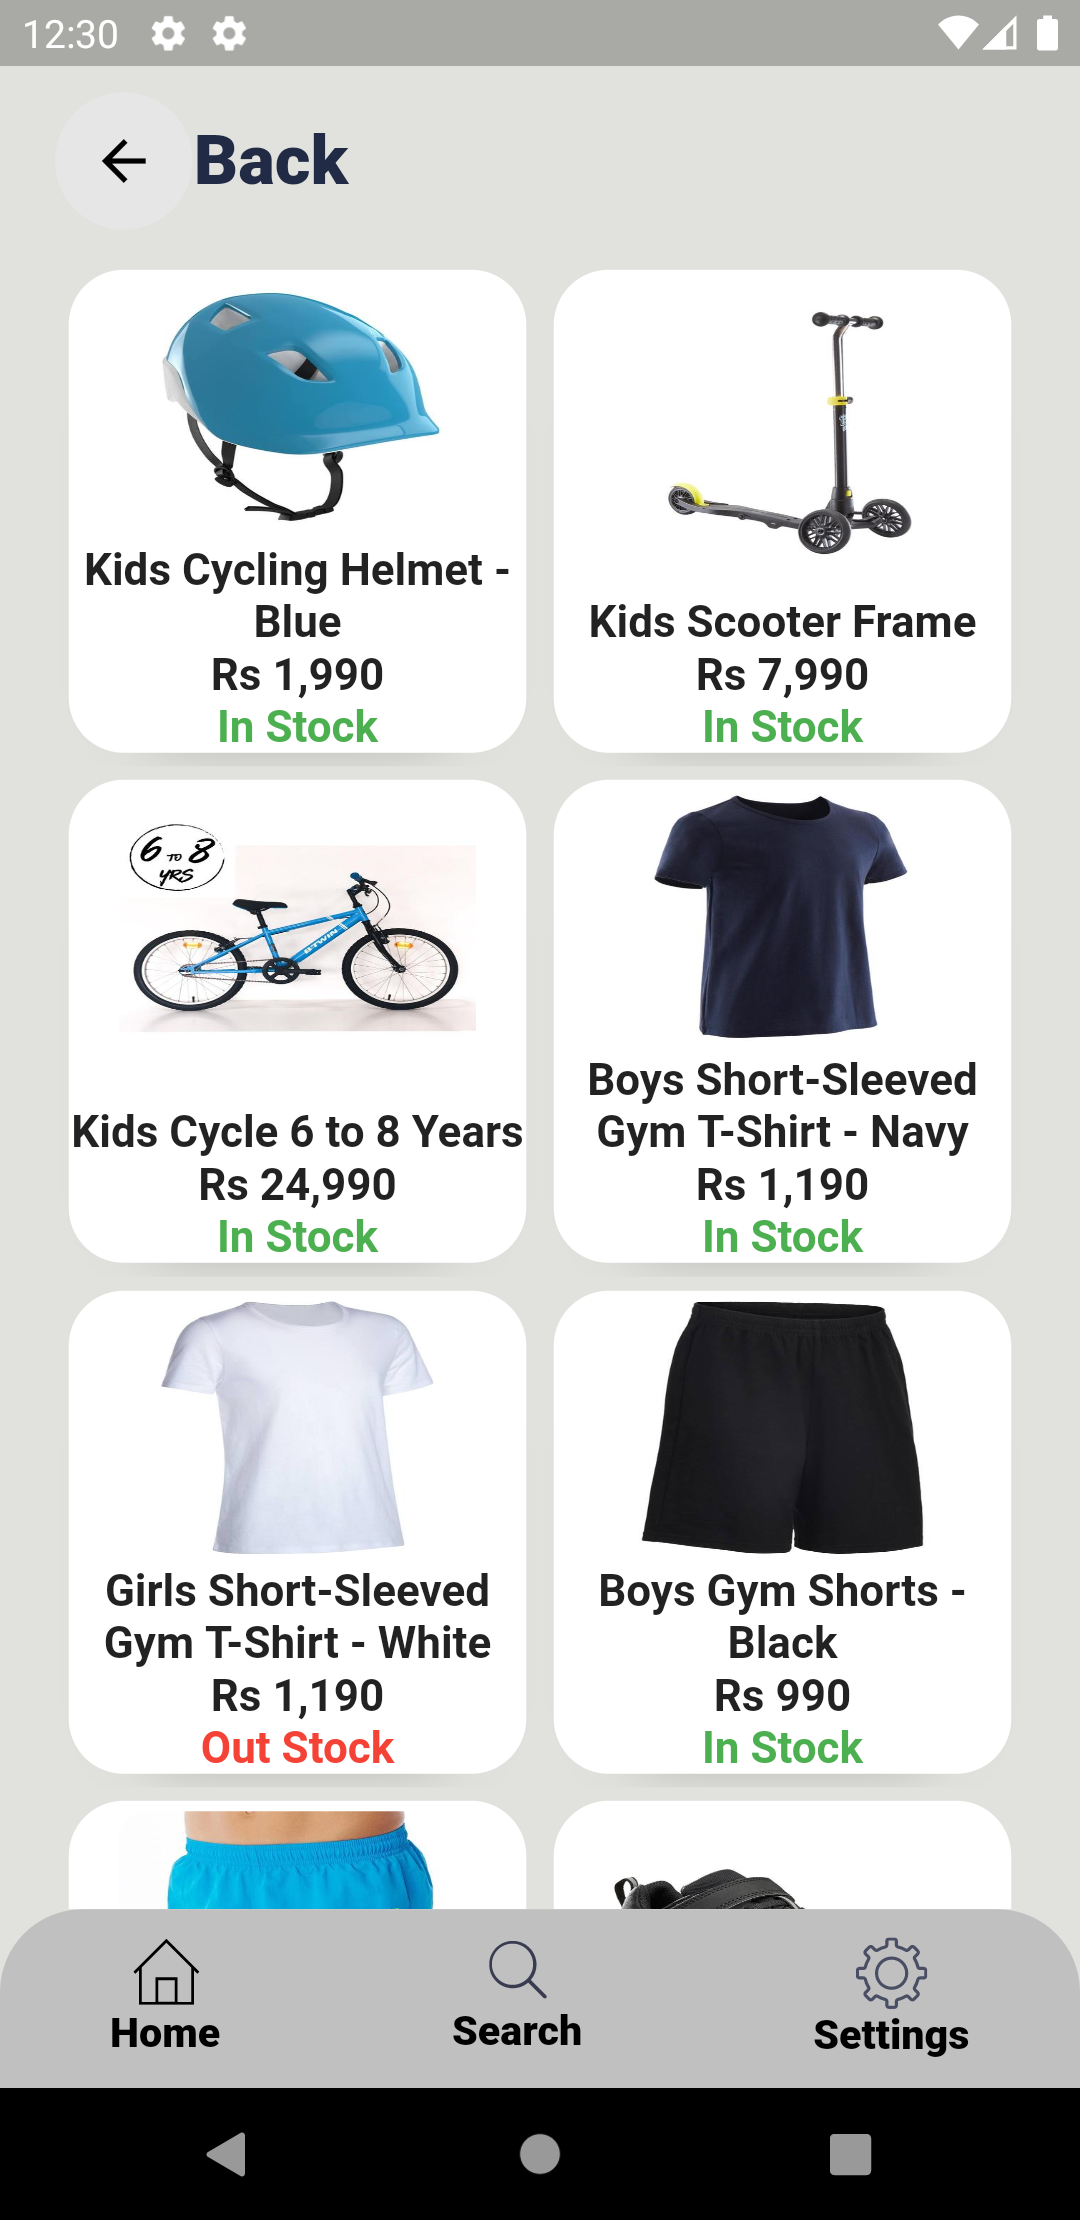 12:30
Back
Kids Cycling Helmet -
Blue
Rs 1,990
In Stock
Kids Scooter Frame
Rs 7,990
In Stock
6 TO 8
YRS
B'TWIN
Kids Cycle 6 to 8 Years
Rs 24,990
In Stock
Boys Short-Sleeved
Gym T-Shirt - Navy
Rs 1,190
In Stock
Girls Short-Sleeved
Gym T-Shirt - White
Rs 1,190
Out Stock
Boys Gym Shorts -
Black
Rs 990
In Stock
Home
Search
Settings